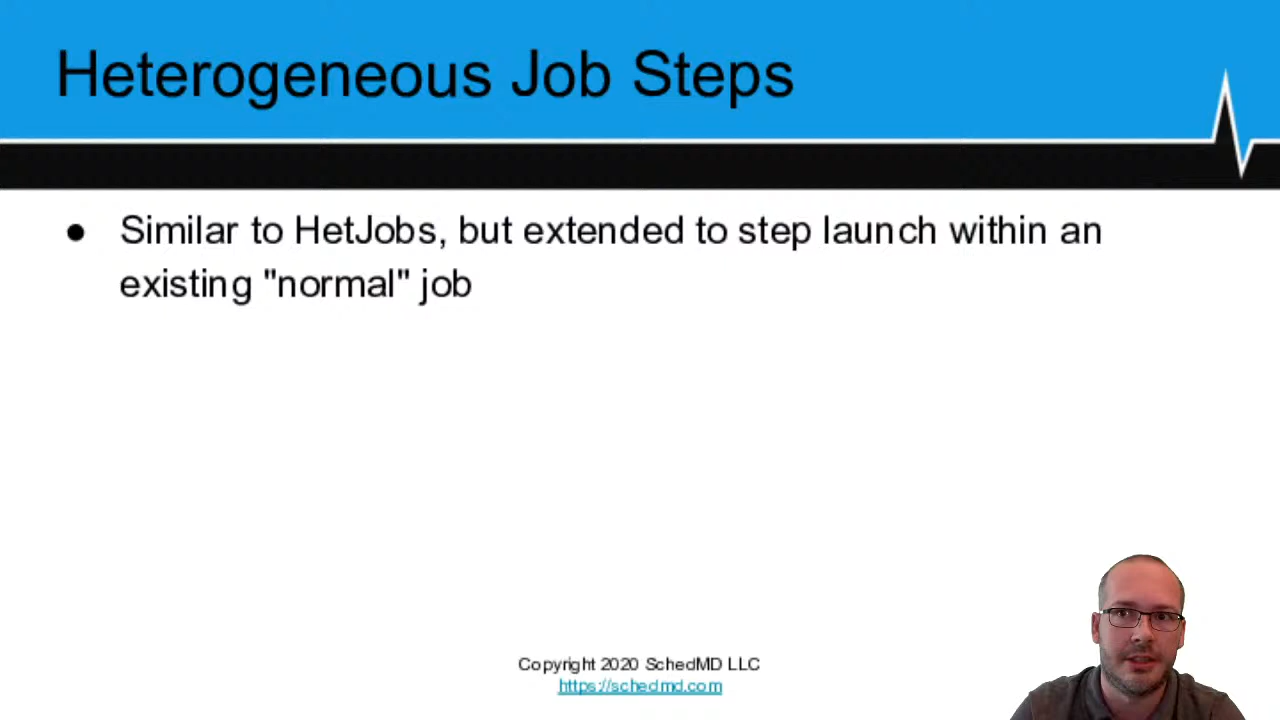 Heterogeneous Job Steps
● Similar to HetJobs, but extended to step launch within an
existing "normal" job
Copyright 2020 SchedMD LLC
https://schedmd.com